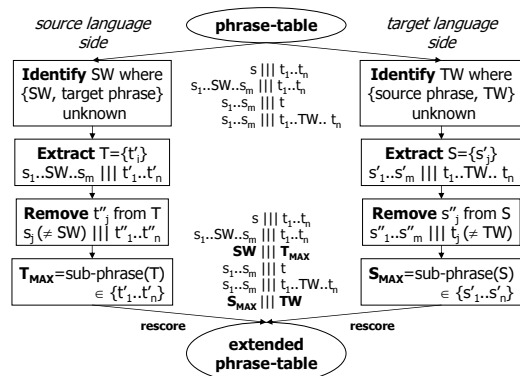 source language side
phrase-table
target language side
Identify SW where
{SW, target phrase}
unknown
Extract T={t'ᵢ}
s₁..SW..sₘ ||| t'₁..t'ₙ
Remove t"ⱼ from T
sⱼ(≠ SW) ||| t"₁..t"ₙ
T_MAX=sub-phrase(T)
∈ {t'₁..t'ₙ}
rescore
s ||| t₁..tₙ
s₁..SW..sₘ ||| t₁..tₙ
s₁..sₘ ||| t
s₁..sₘ ||| t₁..TW.. tₙ
s ||| t₁..tₙ
s₁..SW..sₘ ||| t₁..tₙ
SW ||| T_MAX
s₁..sₘ ||| t
s₁..sₘ ||| t₁..TW..tₙ
S_MAX ||| TW
Identify TW where
{source phrase, TW}
unknown
Extract S={s'ⱼ}
s'₁..s'ₘ ||| t₁..TW.. tₙ
Remove s"ⱼ from S
s"₁..s"ₘ ||| tⱼ(≠ TW)
S_MAX=sub-phrase(S)
∈ {s'₁..s'ₙ}
rescore
extended
phrase-table